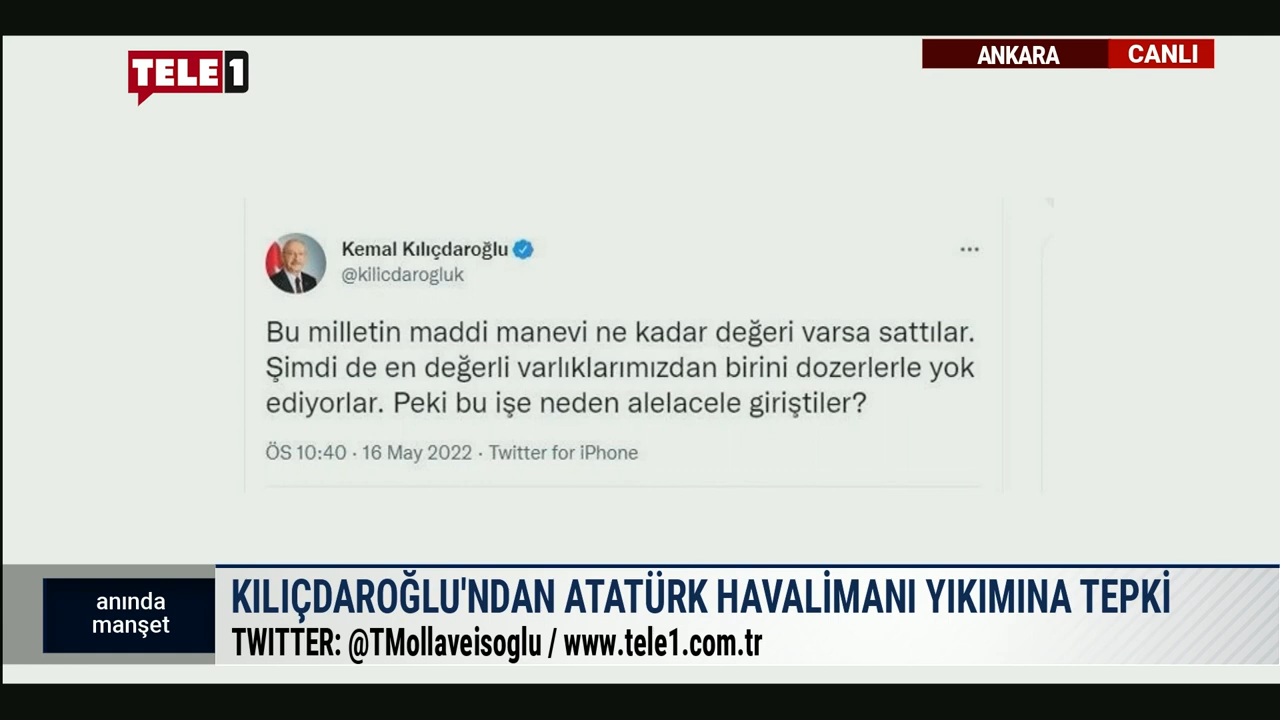 TELE1
ANKARA CANLI
Kemal Kılıçdaroğlu
@kilicdarogluk
Bu milletin maddi manevi ne kadar değeri varsa sattılar.
Şimdi de en değerli varlıklarımızdan birini dozerlerle yok
ediyorlar. Peki bu işe neden alelacele giriştiler?
ÖS 10:40 · 16 May 2022 · Twitter for iPhone
anında
manşet
KILIÇDAROĞLU'NDAN ATATÜRK HAVALİMANI YIKIMINA TEPKİ
TWITTER: @TMollaveisoglu / www.tele1.com.tr